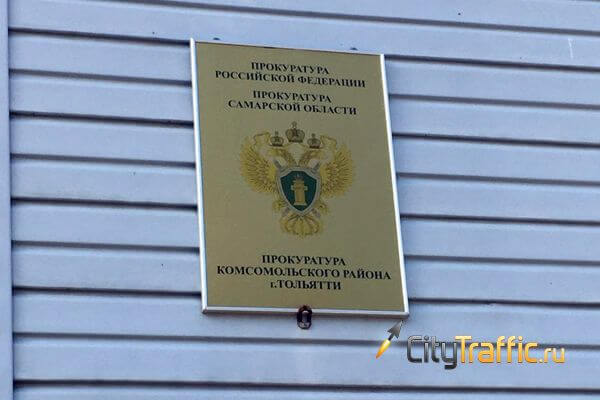 ПРОКУРАТУРА
РОССИЙСКОЙ ФЕДЕРАЦИИ
ПРОКУРАТУРА
САМАРСКОЙ ОБЛАСТИ
ПРОКУРАТУРА
КОМСОМОЛЬСКОГО РАЙОНА
г.ТОЛЬЯТТИ
CityTraffic.ru